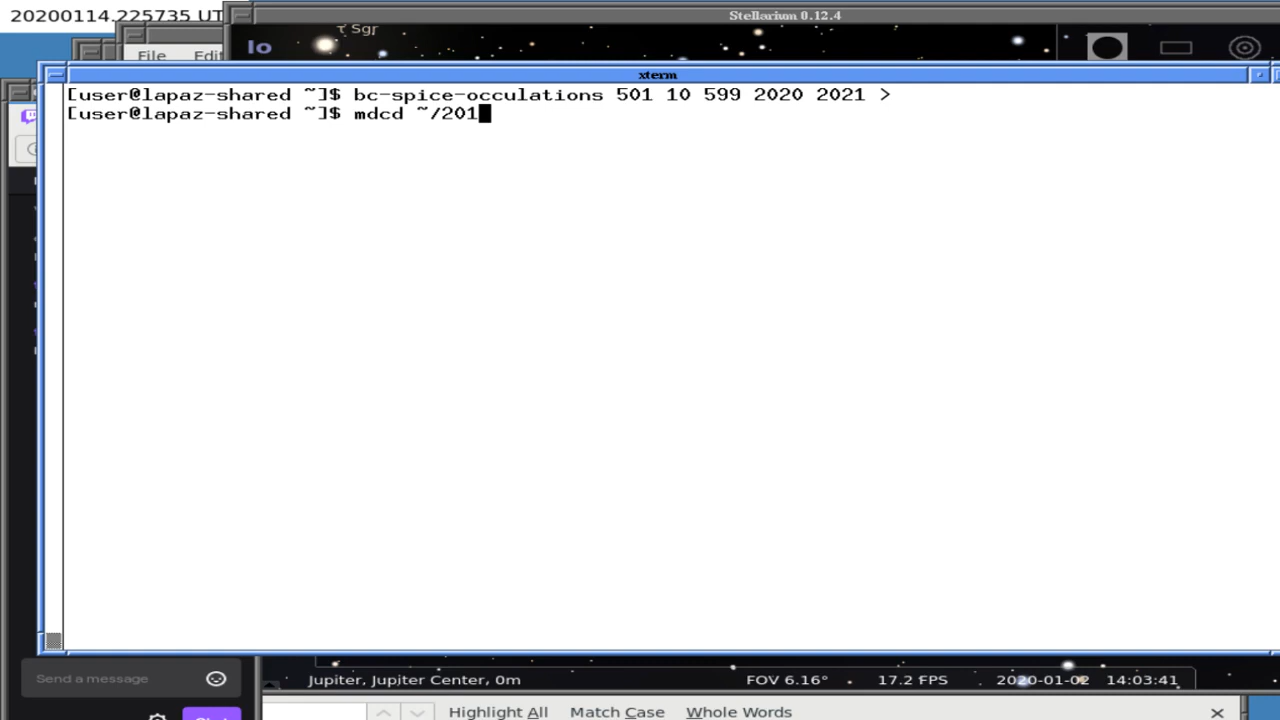 20200114.225735 UT
Stellarium 0.12.4
τ Sgr
Io
File Edit
xterm
[user@lapaz-shared ~]$ bc-spice-occulations 501 10 599 2020 2021 >
[user@lapaz-shared ~]$ mdcd ~/201
Send a message
Jupiter, Jupiter Center, 0m FOV 6.16° 17.2 FPS 2020-01-02 14:03:41
Highlight All Match Case Whole Words